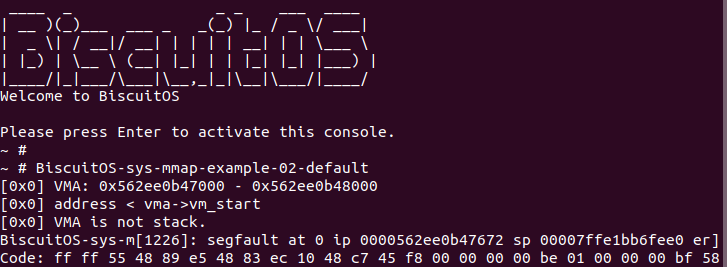 BiscuitOS
Welcome to BiscuitOS
Please press Enter to activate this console.
~ #
~ # BiscuitOS-sys-mmap-example-02-default
[0x0] VMA: 0x562ee0b47000 - 0x562ee0b48000
[0x0] address < vma->vm_start
[0x0] VMA is not stack.
BiscuitOS-sys-m[1226]: segfault at 0 ip 0000562ee0b47672 sp 00007ffe1bb6fee0 er]
Code: ff ff 55 48 89 e5 48 83 ec 10 48 c7 45 f8 00 00 00 00 be 01 00 00 00 bf 58